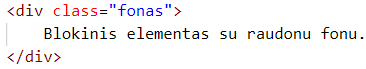 <div class="fonas">
    Blokinis elementas su raudonu fonu.
</div>